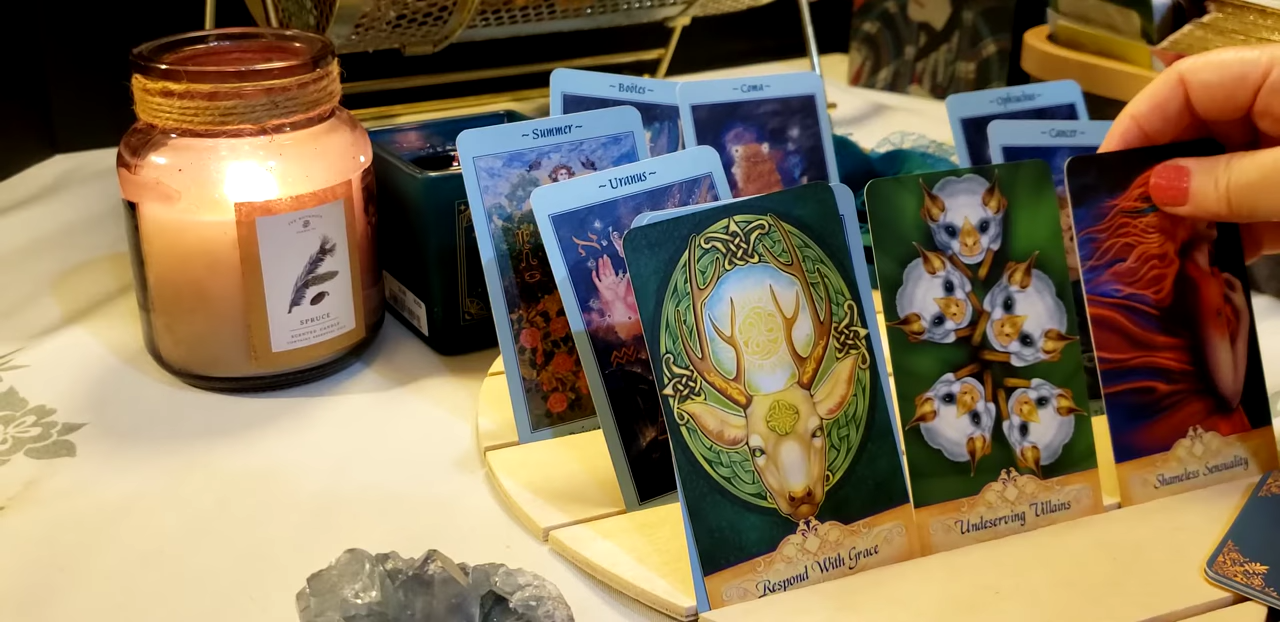 ~ Boötes ~
~ Coma ~
~ Ophiuchus ~
~ Summer ~
~ Cancer ~
~ Uranus ~
SPRUCE
SCENTED CANDLE
Respond With Grace
Undeserving Villains
Shameless Sensuality